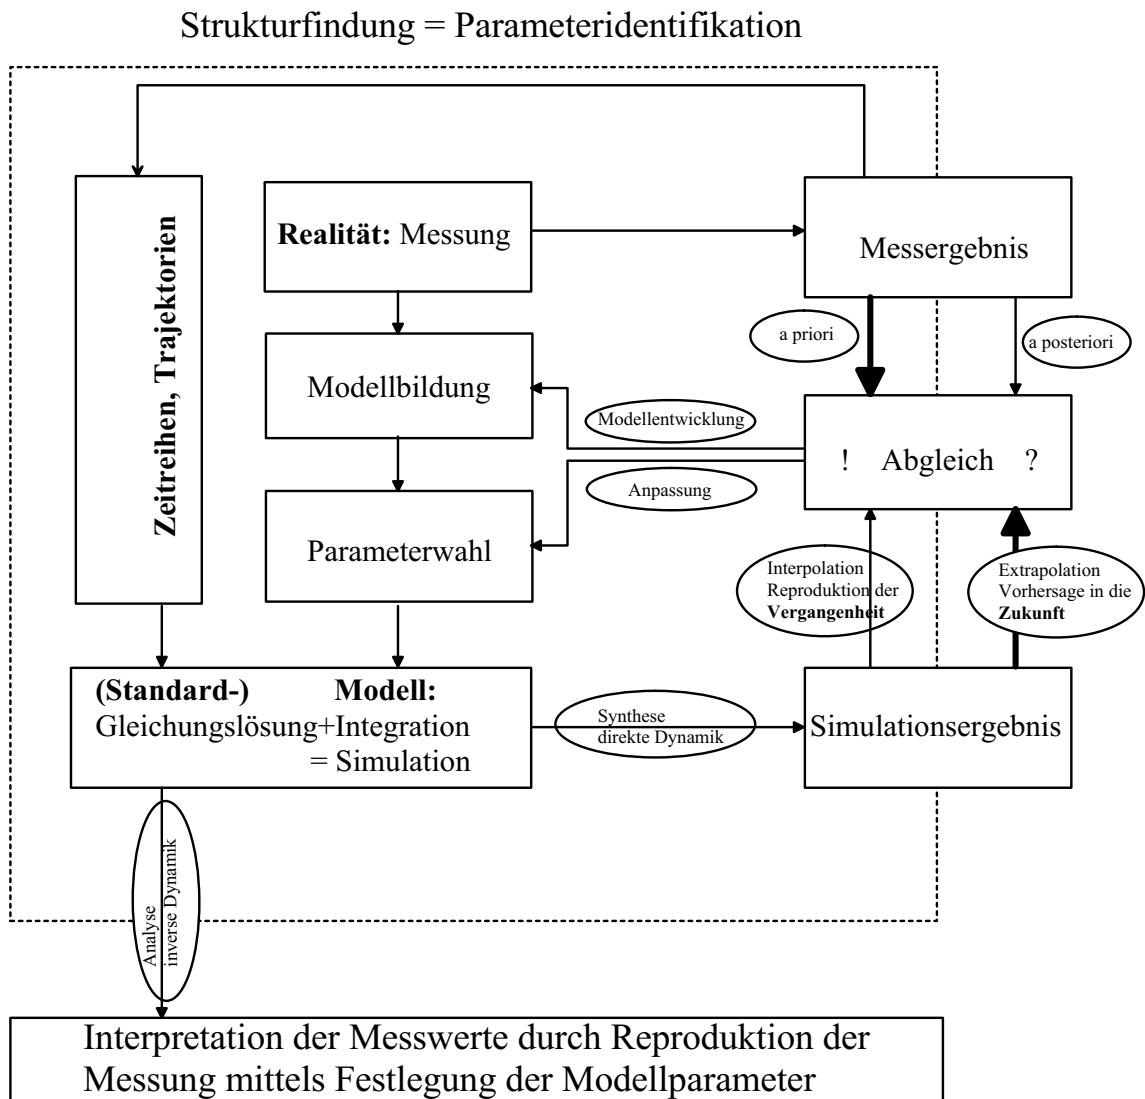 Strukturfindung = Parameteridentifikation
Zeitreihen, Trajektorien
Realität: Messung
Messergebnis
a priori
a posteriori
Modellbildung
Modellentwicklung
! Abgleich ?
Anpassung
Parameterwahl
Interpolation
Reproduktion der
Vergangenheit
Extrapolation
Vorhersage in die
Zukunft
(Standard-) Modell:
Gleichungslösung+Integration
= Simulation
Synthese
direkte Dynamik
Simulationsergebnis
Analyse
inverse Dynamik
Interpretation der Messwerte durch Reproduktion der
Messung mittels Festlegung der Modellparameter